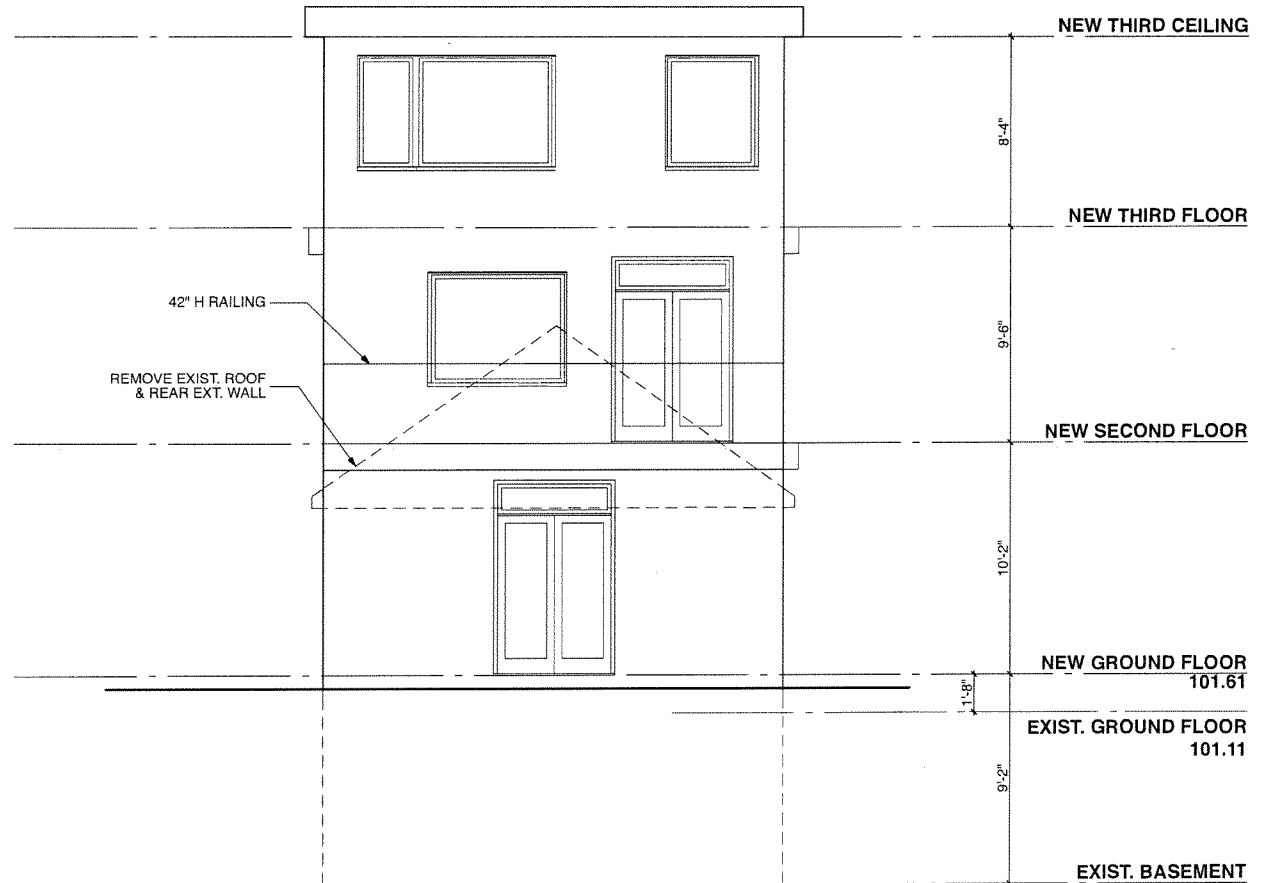 NEW THIRD CEILING
8'-4"
NEW THIRD FLOOR
42" H RAILING
9'-6"
REMOVE EXIST. ROOF
& REAR EXT. WALL
NEW SECOND FLOOR
10'-2"
NEW GROUND FLOOR
101.61
1'-8"
EXIST. GROUND FLOOR
101.11
9'-2"
EXIST. BASEMENT